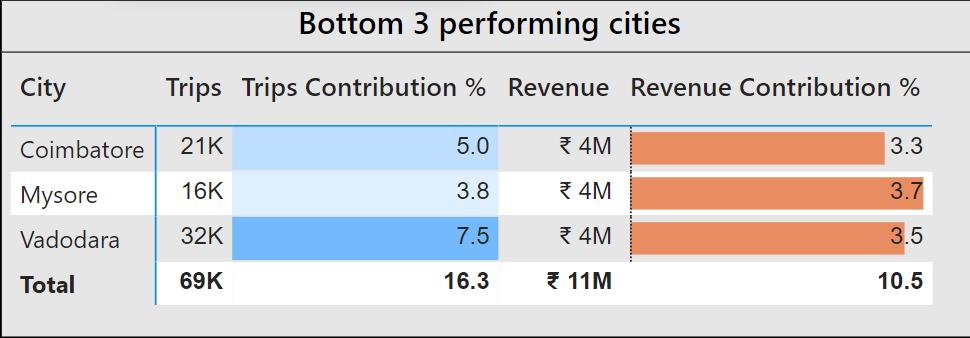 Bottom 3 performing cities
City Trips Trips Contribution % Revenue Revenue Contribution %
Coimbatore 21K 5.0 ₹ 4M 3.3
Mysore 16K 3.8 ₹ 4M 3.7
Vadodara 32K 7.5 ₹ 4M 3.5
Total 69K 16.3 ₹ 11M 10.5